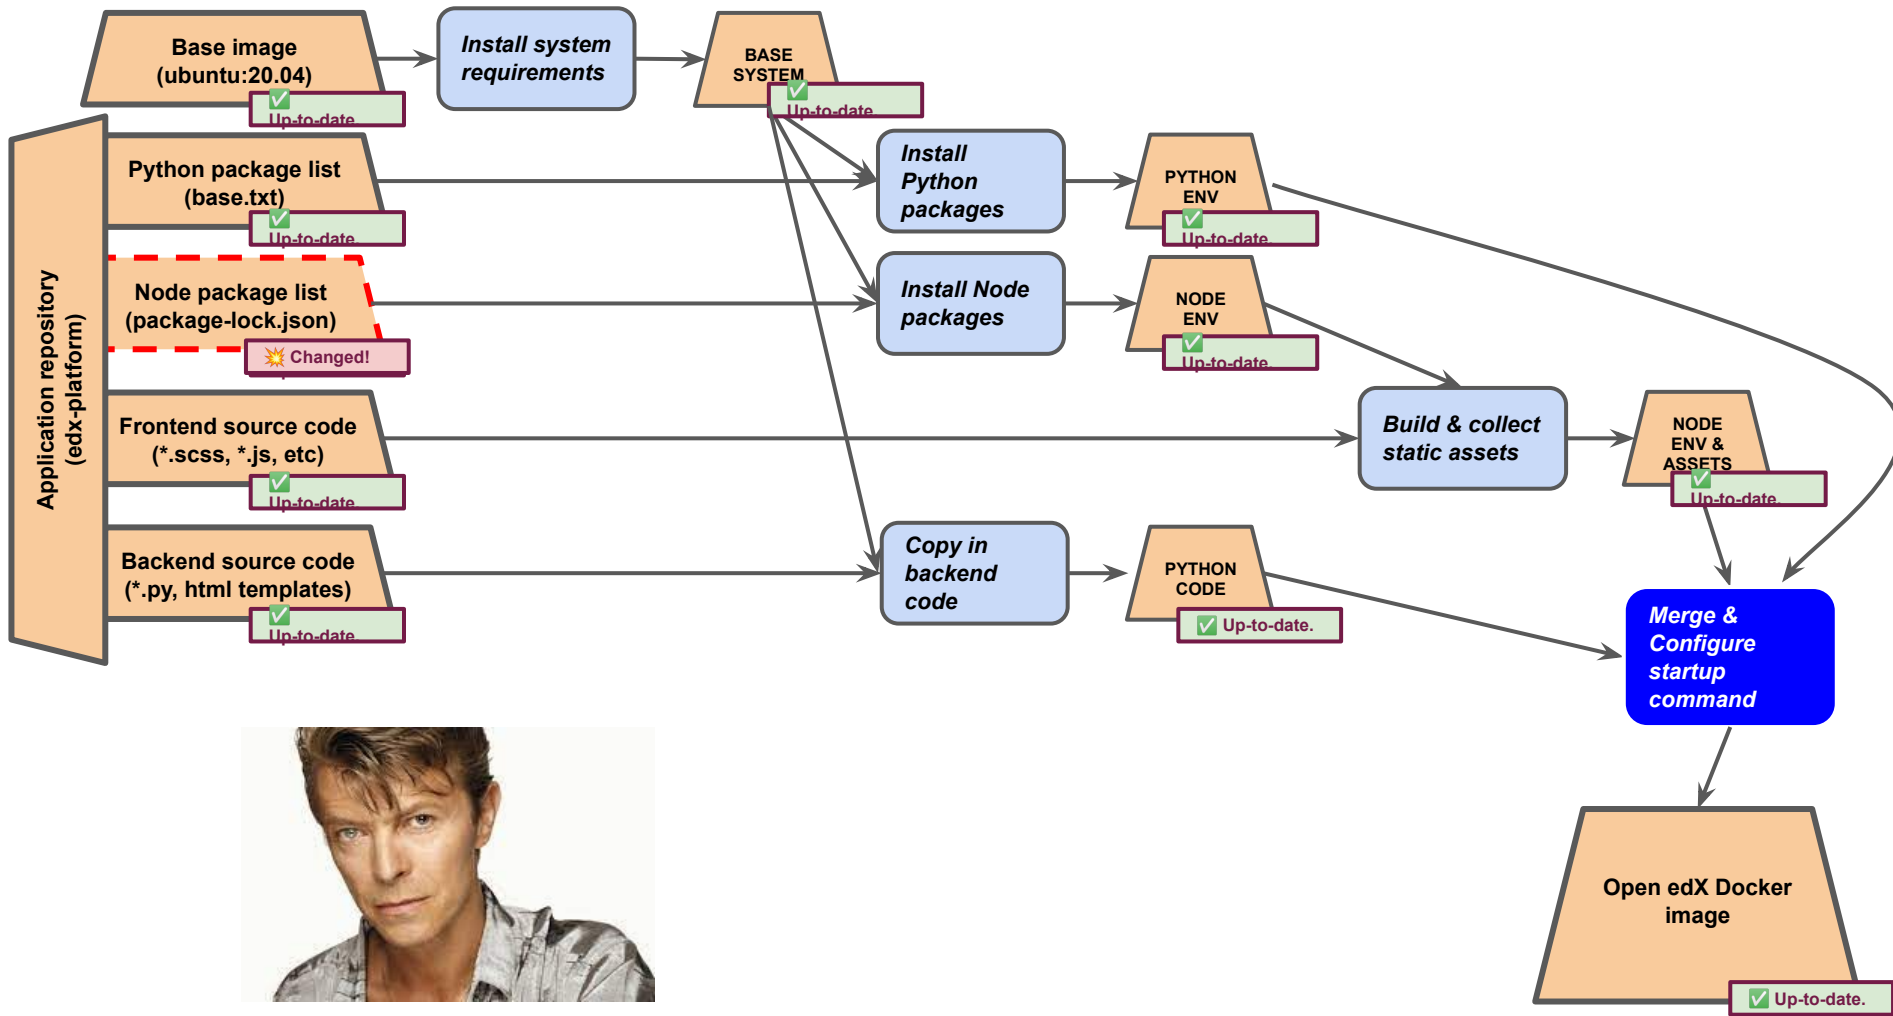 Base image
(ubuntu:20.04)
✅
Up-to-date.
Install system
requirements
BASE
SYSTEM
✅
Up-to-date.
Application repository
(edx-platform)
Python package list
(base.txt)
✅
Up-to-date.
Install
Python
packages
PYTHON
ENV
✅
Up-to-date.
Node package list
(package-lock.json)
💥 Changed!
Install Node
packages
NODE
ENV
✅
Up-to-date.
Frontend source code
(*.scss, *.js, etc)
✅
Up-to-date.
Build & collect
static assets
NODE
ENV &
ASSETS
✅
Up-to-date.
Backend source code
(*.py, html templates)
✅
Up-to-date.
Copy in
backend
code
PYTHON
CODE
✅ Up-to-date.
Merge &
Configure
startup
command
Open edX Docker
image
✅ Up-to-date.